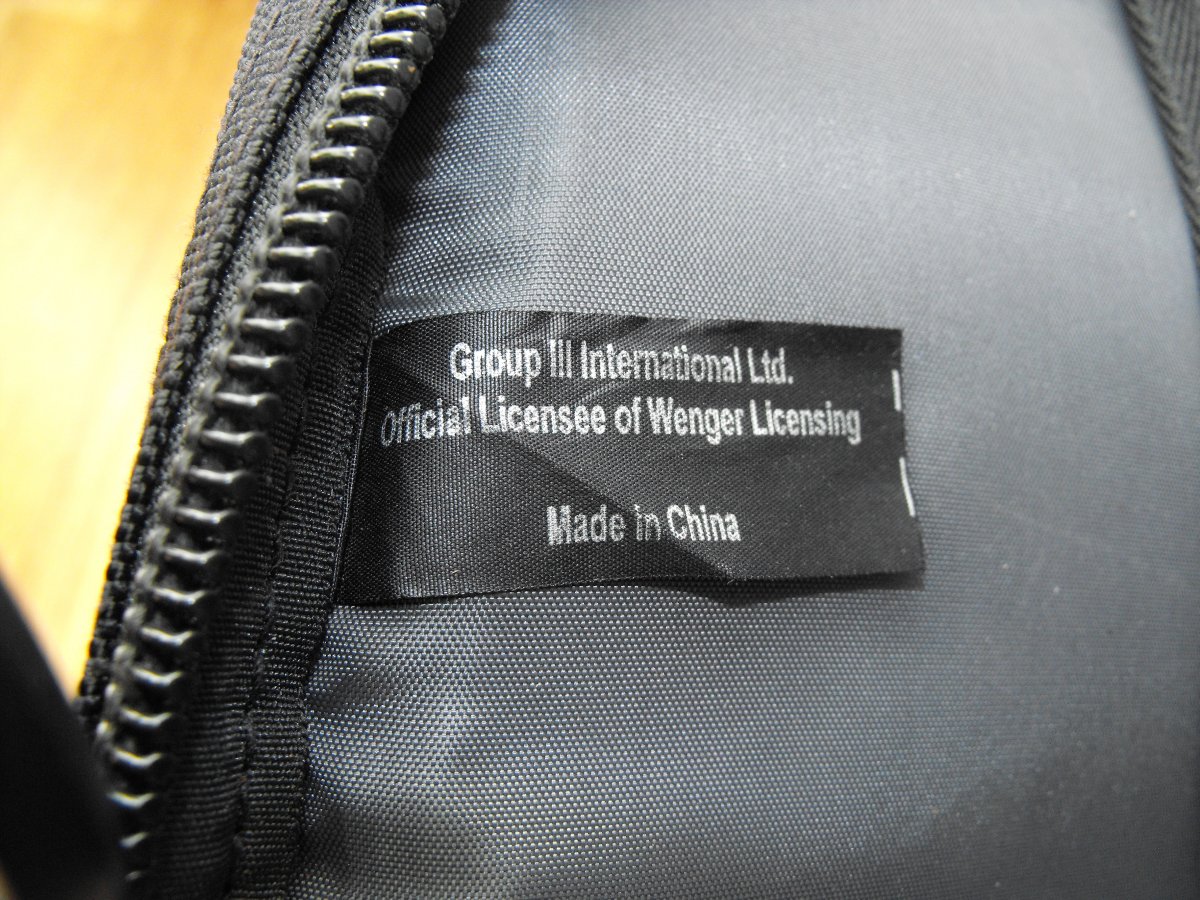 Group III International Ltd.
Official Licensee of Wenger Licensing
Made in China